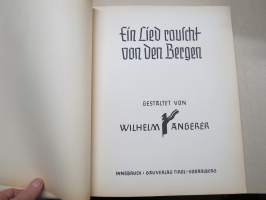 Ein Lied rauscht
von den Bergen
GESTALTET VON
WILHELM ANGERER
INNSBRUCK / GAUVERLAG TIROL-VORARLBERG